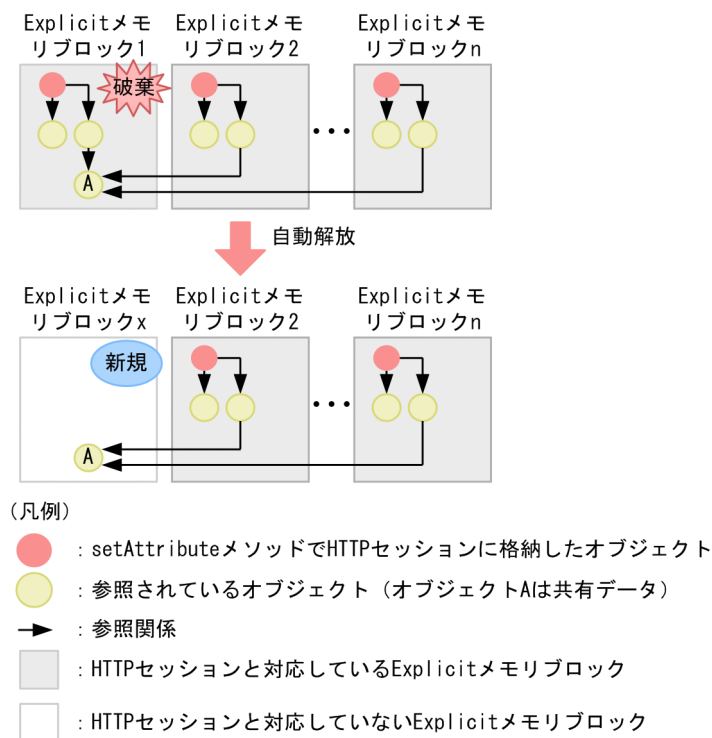 Explicitメモ
リブロック1
Explicitメモ
リブロック2
Explicitメモ
リブロックn
破棄
A
自動解放
Explicitメモ
リブロックx
Explicitメモ
リブロック2
Explicitメモ
リブロックn
新規
A
(凡例)
：setAttributeメソッドでHTTPセッションに格納したオブジェクト
：参照されているオブジェクト（オブジェクトAは共有データ）
：参照関係
：HTTPセッションと対応しているExplicitメモリブロック
：HTTPセッションと対応していないExplicitメモリブロック